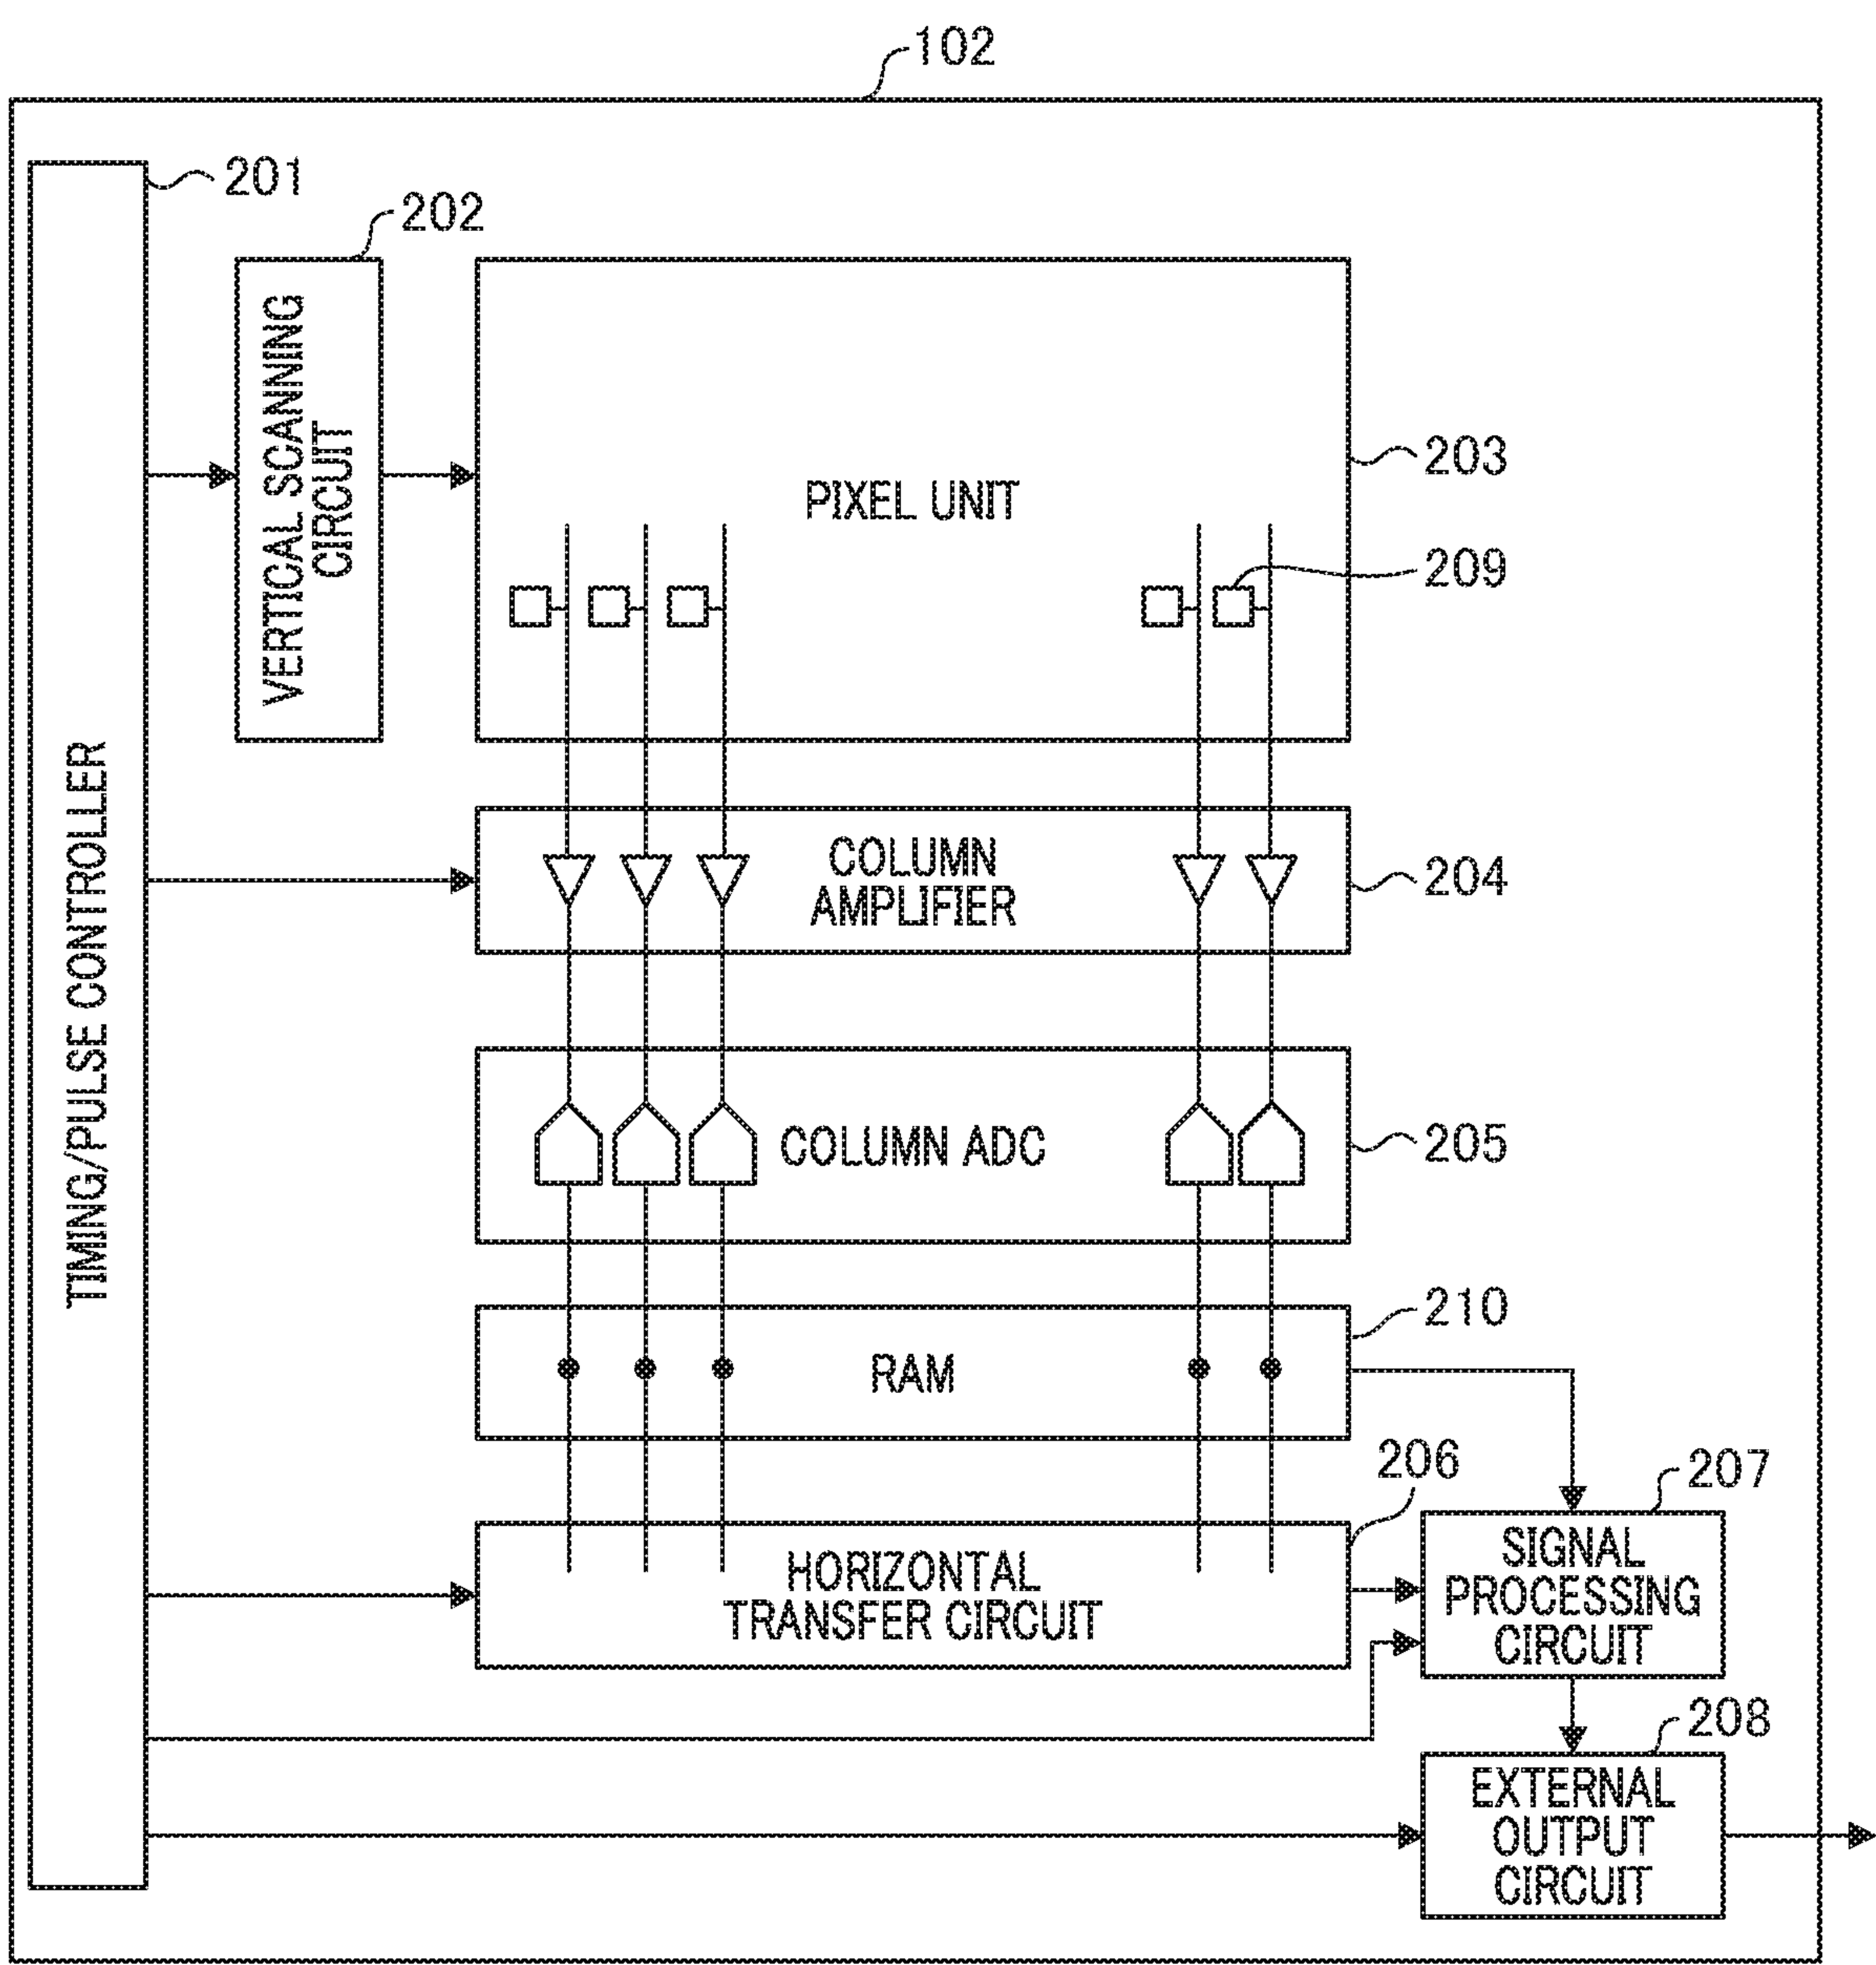 102
201
202
TIMING/PULSE CONTROLLER
VERTICAL SCANNING
CIRCUIT
PIXEL UNIT
203
209
COLUMN
AMPLIFIER
204
COLUMN ADC
205
RAM
210
206
207
HORIZONTAL
TRANSFER CIRCUIT
SIGNAL
PROCESSING
CIRCUIT
208
EXTERNAL
OUTPUT
CIRCUIT